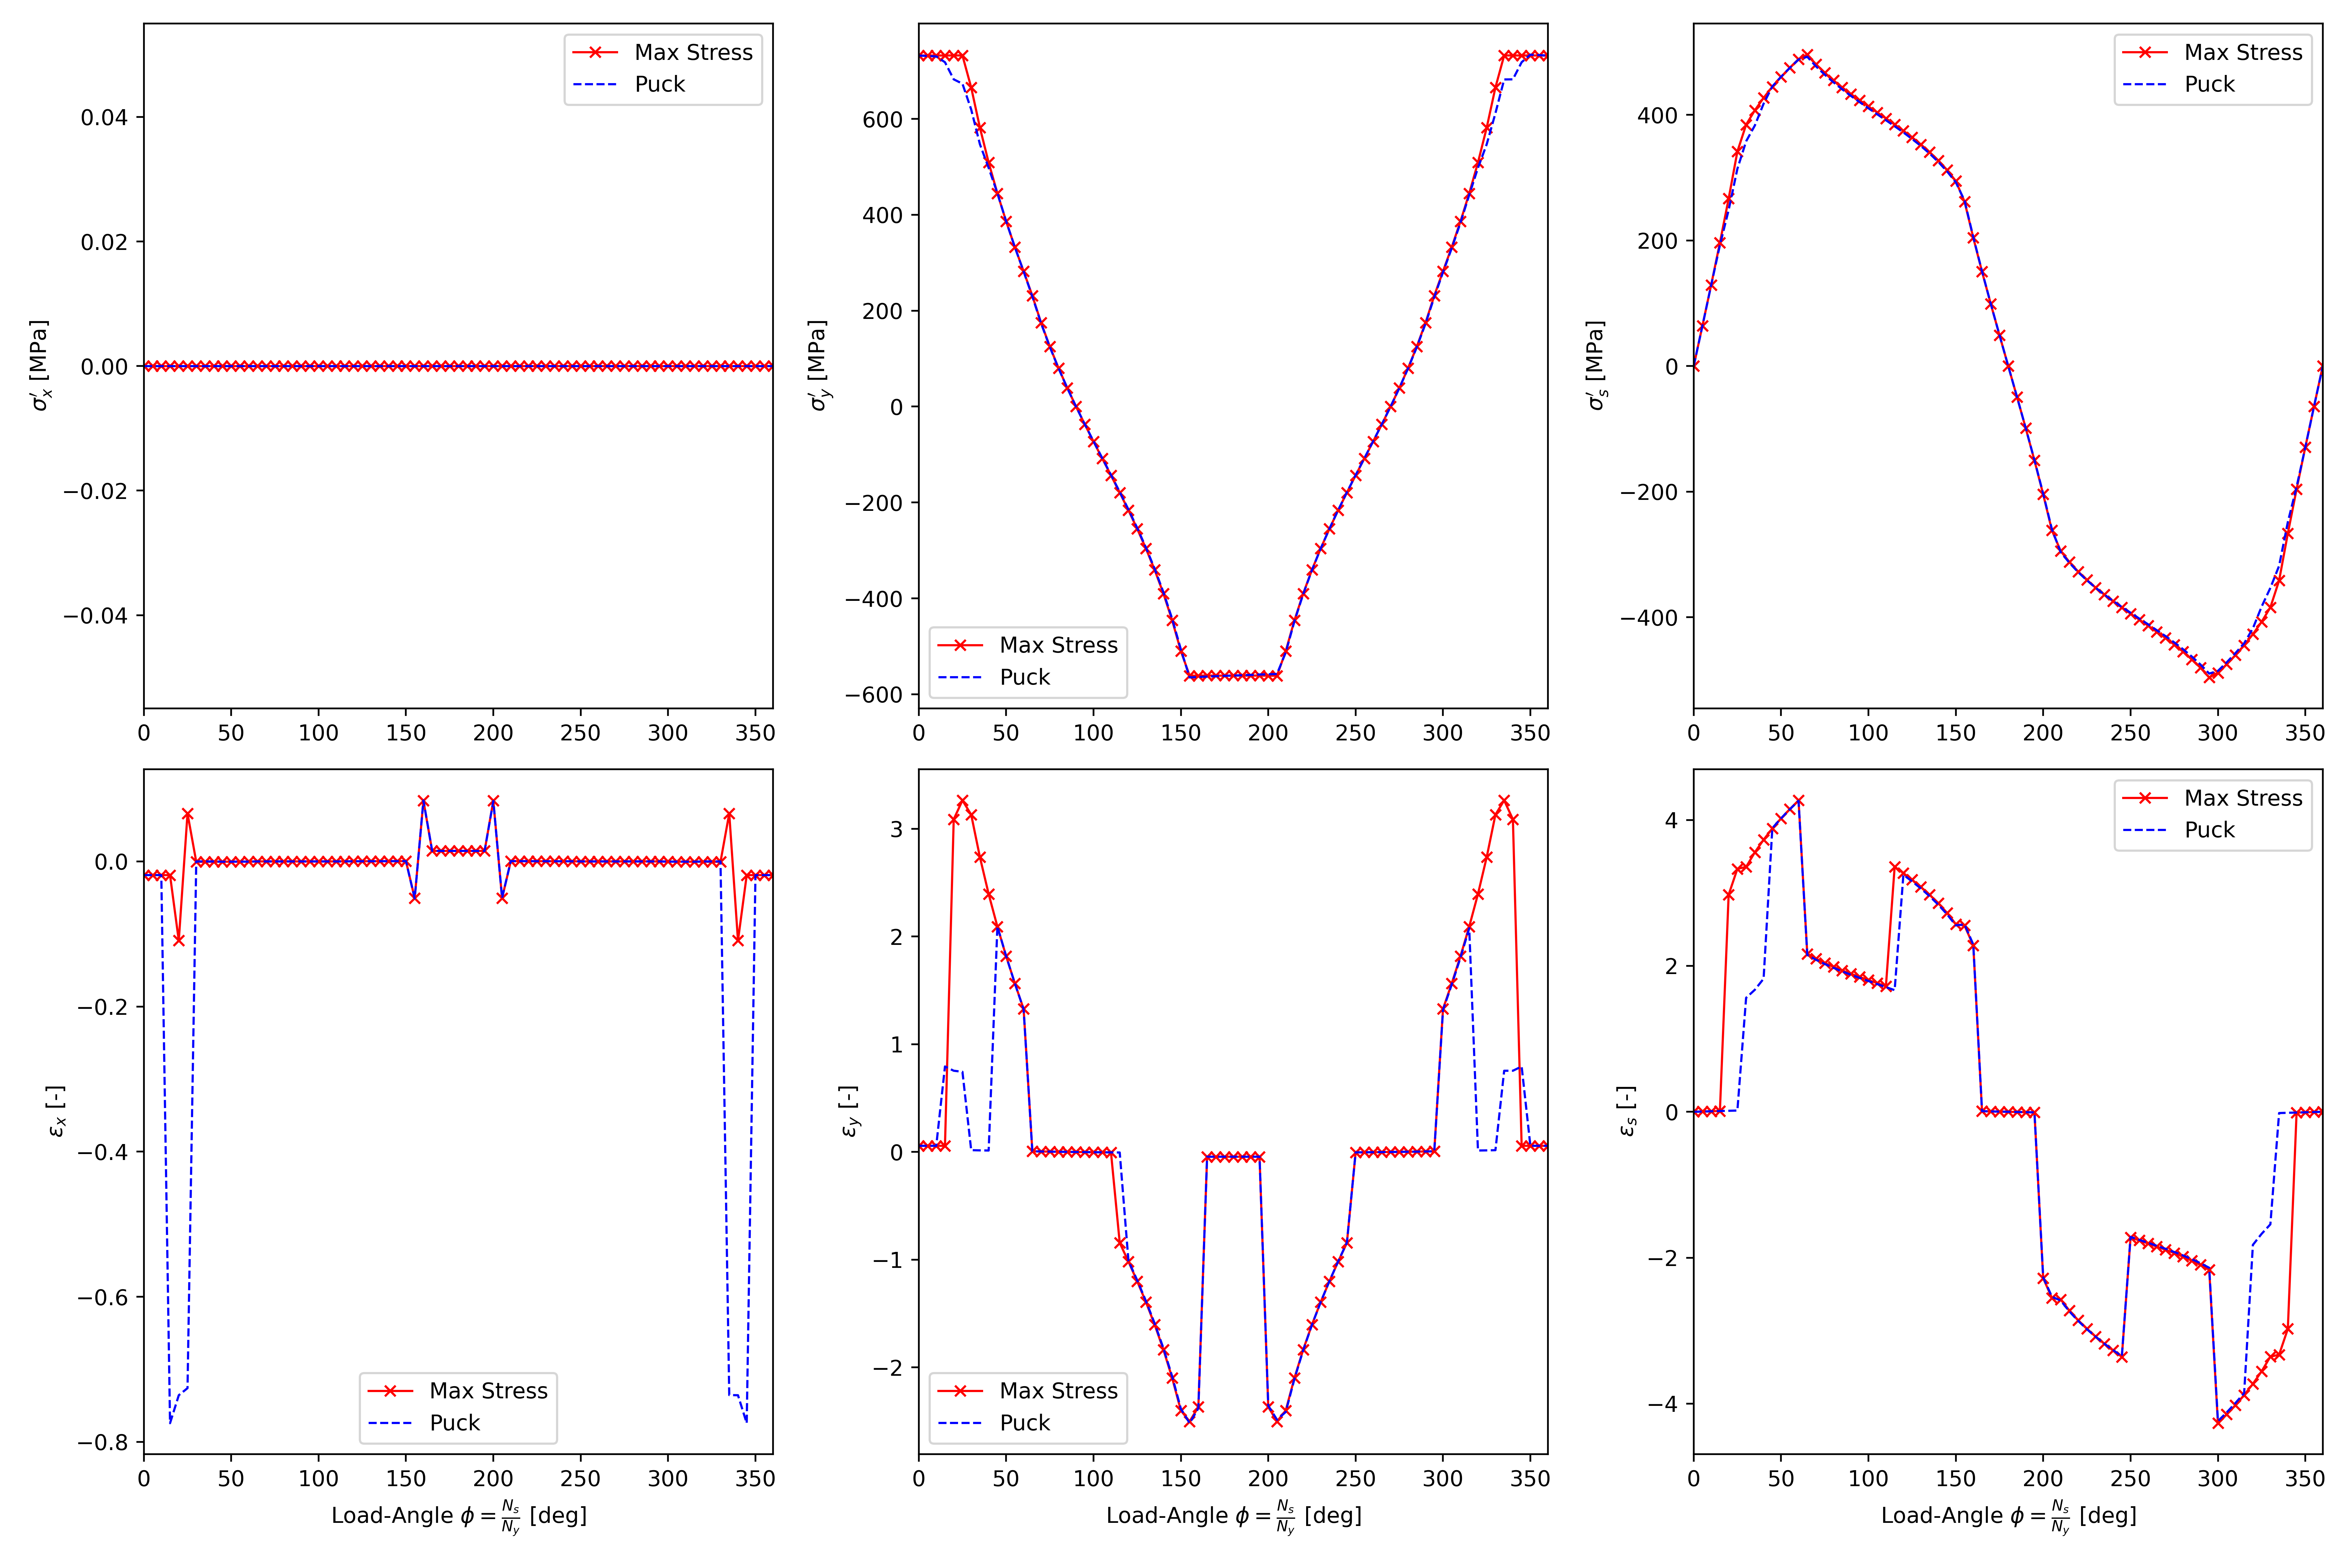 σ′x [MPa]
0.04
0.02
0.00
−0.02
−0.04
0 50 100 150 200 250 300 350
Max Stress
Puck
σ′y [MPa]
600
400
200
0
−200
−400
−600
0 50 100 150 200 250 300 350
Max Stress
Puck
σ′s [MPa]
400
200
0
−200
−400
0 50 100 150 200 250 300 350
Max Stress
Puck
εx [-]
0.0
−0.2
−0.4
−0.6
−0.8
0 50 100 150 200 250 300 350
Max Stress
Puck
Load-Angle ϕ = Ns/Ny [deg]
εy [-]
3
2
1
0
−1
−2
0 50 100 150 200 250 300 350
Max Stress
Puck
Load-Angle ϕ = Ns/Ny [deg]
εs [-]
4
2
0
−2
−4
0 50 100 150 200 250 300 350
Max Stress
Puck
Load-Angle ϕ = Ns/Ny [deg]